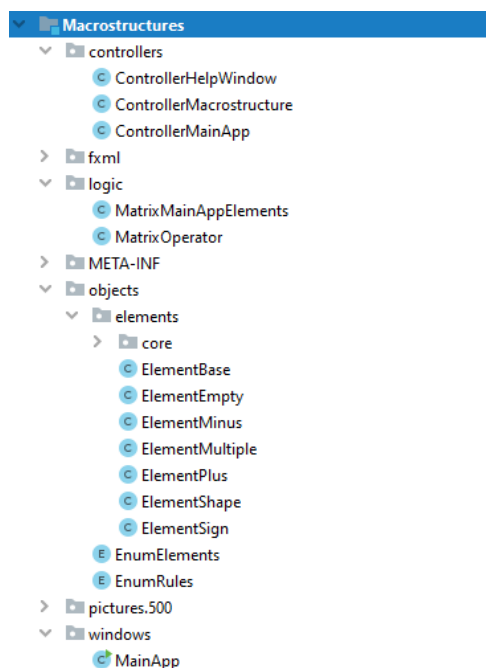 Macrostructures
controllers
C ControllerHelpWindow
C ControllerMacrostructure
C ControllerMainApp
fxml
logic
C MatrixMainAppElements
C MatrixOperator
META-INF
objects
elements
core
C ElementBase
C ElementEmpty
C ElementMinus
C ElementMultiple
C ElementPlus
C ElementShape
C ElementSign
E EnumElements
E EnumRules
pictures.500
windows
C MainApp